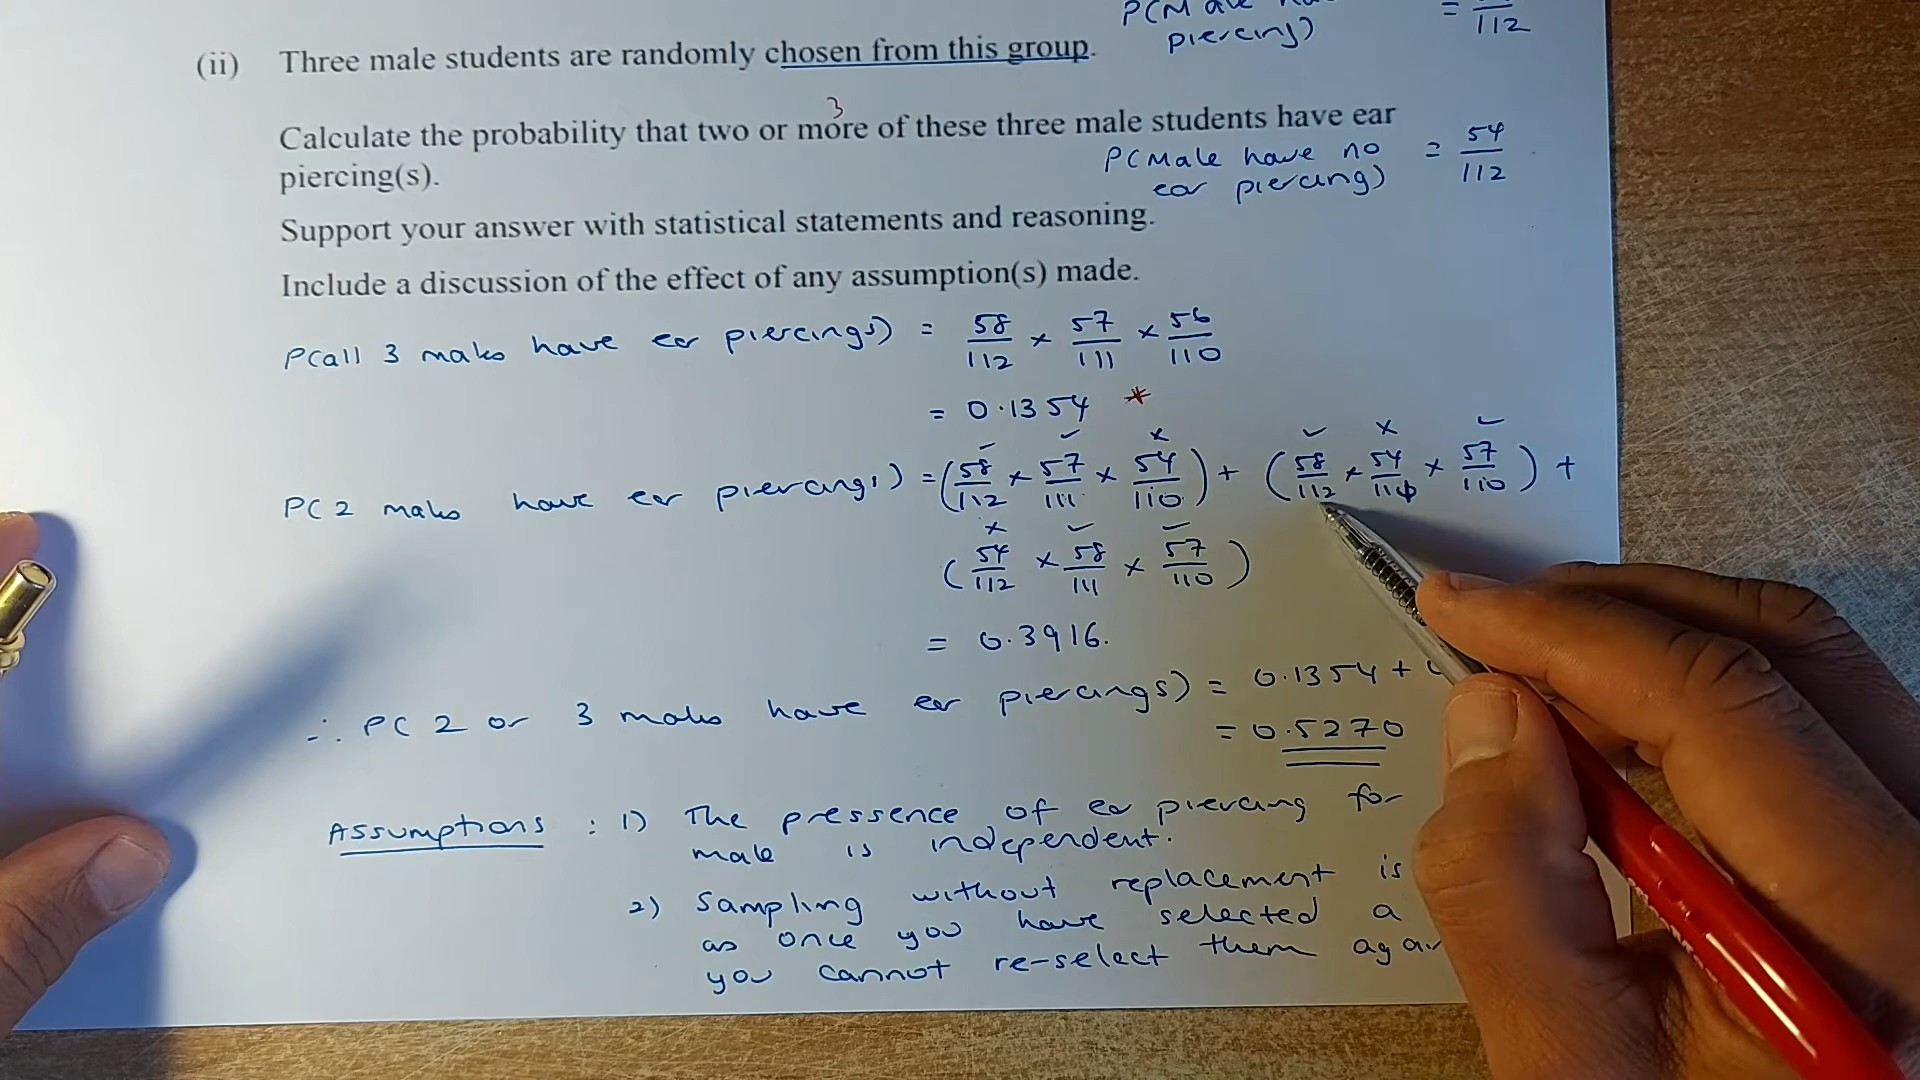 piercing) = /112
(ii) Three male students are randomly chosen from this group.
3
Calculate the probability that two or more of these three male students have ear
piercing(s).
P(Male have no = 54/112
ear piercing)
Support your answer with statistical statements and reasoning.
Include a discussion of the effect of any assumption(s) made.
P(all 3 males have ear piercings) = 58/112 × 57/111 × 56/110
= 0.1354 *
✓ ✓ × ✓ × ✓
P(2 males have ear piercings) = (58/112 × 57/111 × 54/110) + (58/112 × 54/111 × 57/110) +
× ✓ ✓
(54/112 × 58/111 × 57/110)
= 0.3916.
∴ P(2 or 3 males have ear piercings) = 0.1354 +
= 0.5270
Assumptions : 1) The pressence of ear piercing for
male is independent.
2) Sampling without replacement is
as once you have selected a
you cannot re-select them